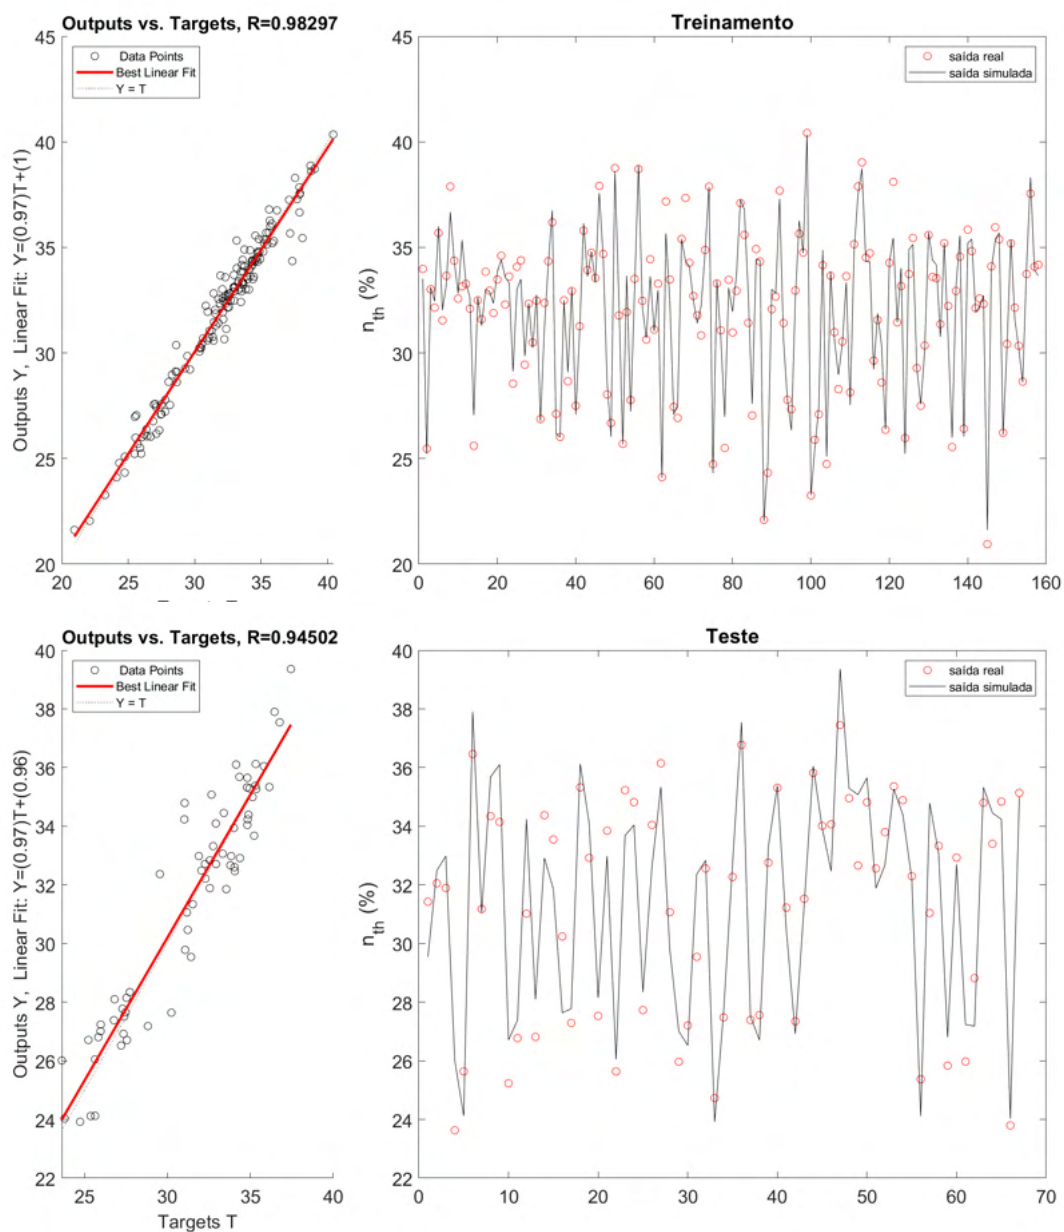 Outputs vs. Targets, R=0.98297
Data Points
Best Linear Fit
Y = T
Outputs Y, Linear Fit: Y=(0.97)T+(1)
45
40
35
30
25
20
20 25 30 35 40
Treinamento
saída real
saída simulada
n_th (%)
45
40
35
30
25
20
0 20 40 60 80 100 120 140 160
Outputs vs. Targets, R=0.94502
Data Points
Best Linear Fit
Y = T
Outputs Y, Linear Fit: Y=(0.97)T+(0.96)
40
38
36
34
32
30
28
26
24
22
25 30 35
Targets T
Teste
saída real
saída simulada
n_th (%)
40
38
36
34
32
30
28
26
24
22
0 10 20 30 40 50 60 70